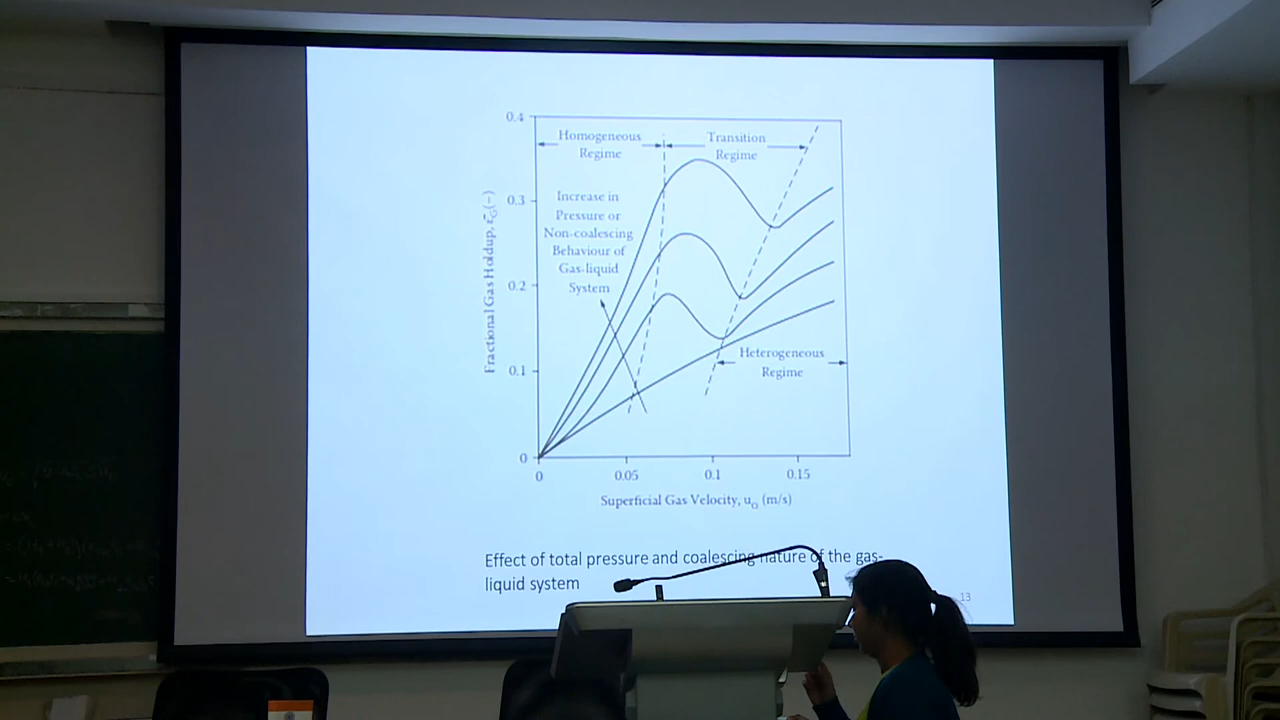 0.4
Homogeneous
Regime
Transition
Regime
0.3
Increase in
Pressure or
Non-coalescing
Behaviour of
Gas-liquid
System
Fractional Gas Holdup, ε̄G(−)
0.2
0.1
Heterogeneous
Regime
0
0
0.05
0.1
0.15
Superficial Gas Velocity, uG (m/s)
Effect of total pressure and coalescing nature of the gas-
liquid system
13